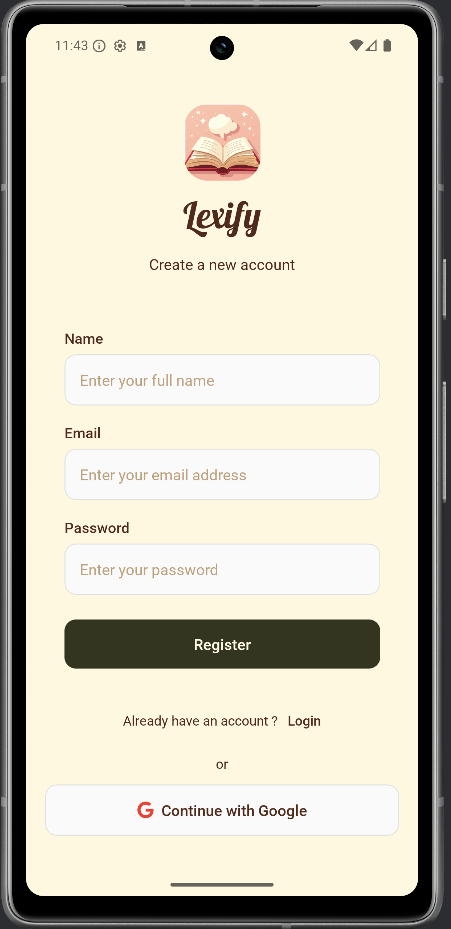 11:43
Lexify
Create a new account
Name
Enter your full name
Email
Enter your email address
Password
Enter your password
Register
Already have an account ? Login
or
G Continue with Google